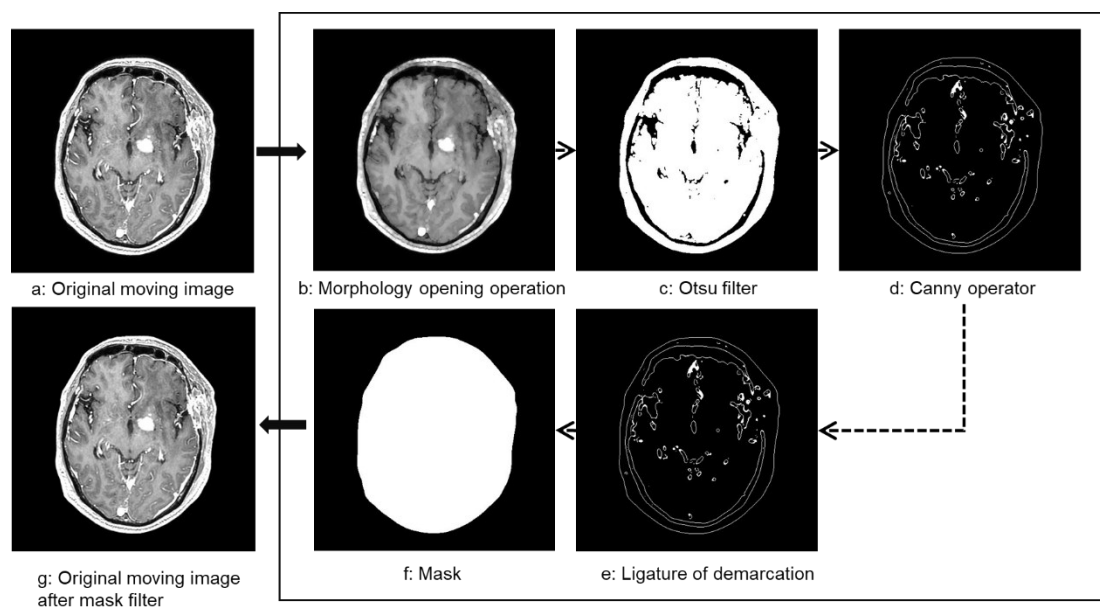 a: Original moving image
b: Morphology opening operation
c: Otsu filter
d: Canny operator
g: Original moving image
after mask filter
f: Mask
e: Ligature of demarcation